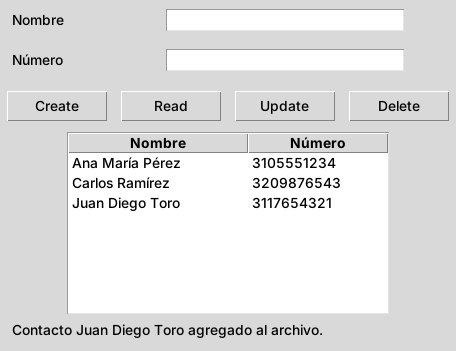 Nombre
Número
Create Read Update Delete
Nombre Número
Ana María Pérez 3105551234
Carlos Ramírez 3209876543
Juan Diego Toro 3117654321
Contacto Juan Diego Toro agregado al archivo.